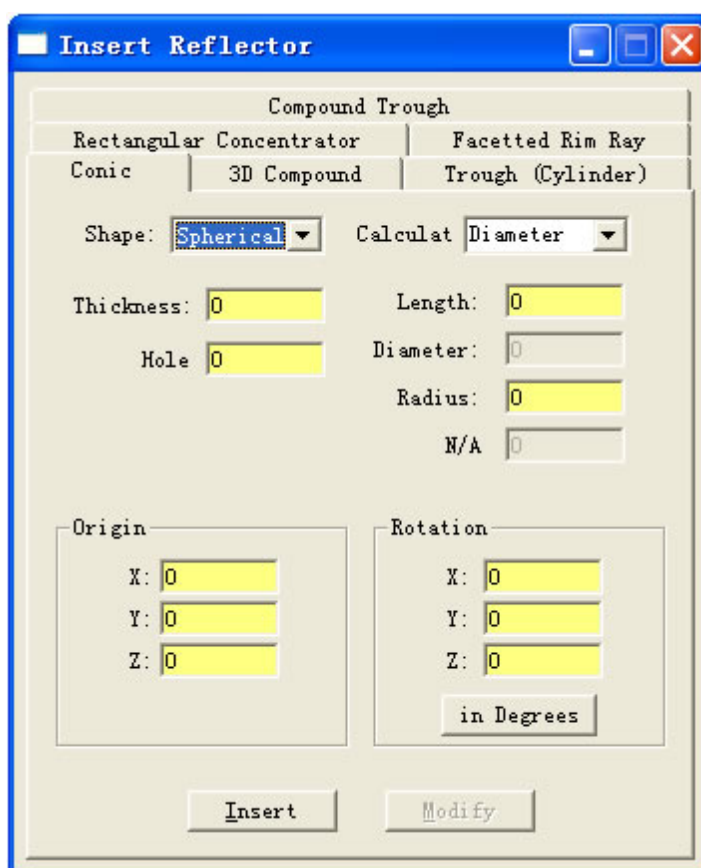 Insert Reflector
Compound Trough
Rectangular Concentrator Facetted Rim Ray
Conic 3D Compound Trough (Cylinder)
Shape: Spherical Calculat Diameter
Thickness: 0 Length: 0
Hole 0 Diameter: 0
Radius: 0
N/A 0
Origin Rotation
X: 0 X: 0
Y: 0 Y: 0
Z: 0 Z: 0
in Degrees
Insert Modify